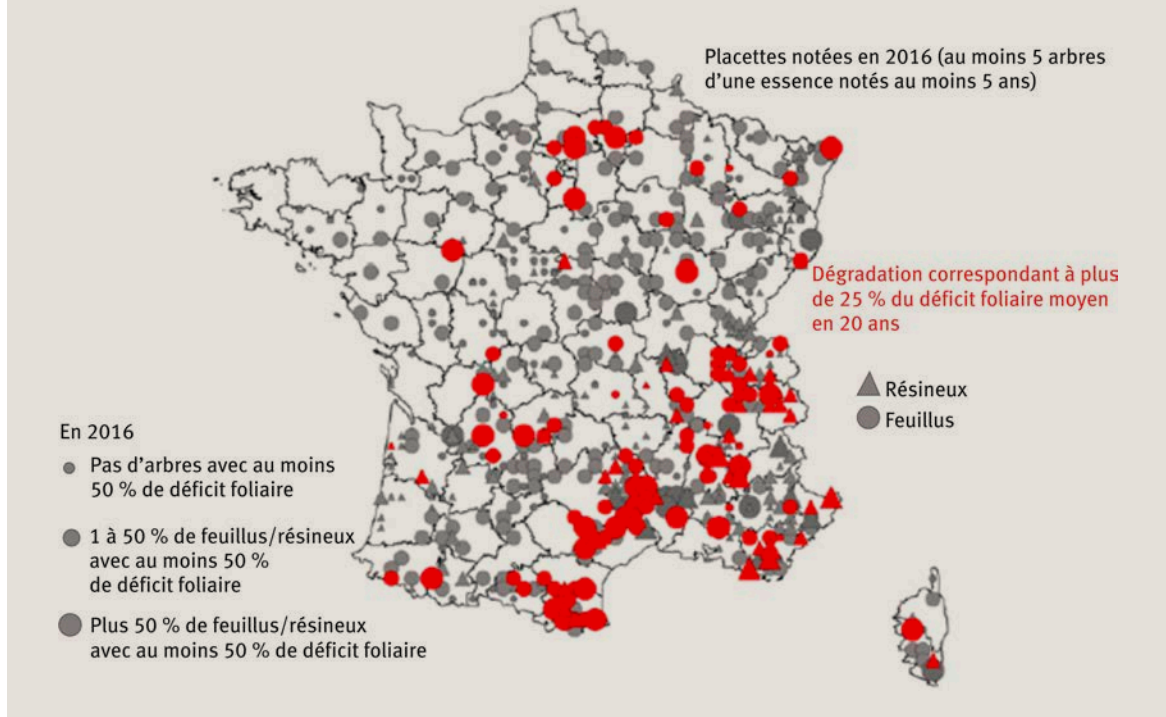 Placettes notées en 2016 (au moins 5 arbres
d'une essence notés au moins 5 ans)
Dégradation correspondant à plus
de 25 % du déficit foliaire moyen
en 20 ans
Résineux
Feuillus
En 2016
Pas d'arbres avec au moins
50 % de déficit foliaire
1 à 50 % de feuillus/résineux
avec au moins 50 %
de déficit foliaire
Plus 50 % de feuillus/résineux
avec au moins 50 % de déficit foliaire